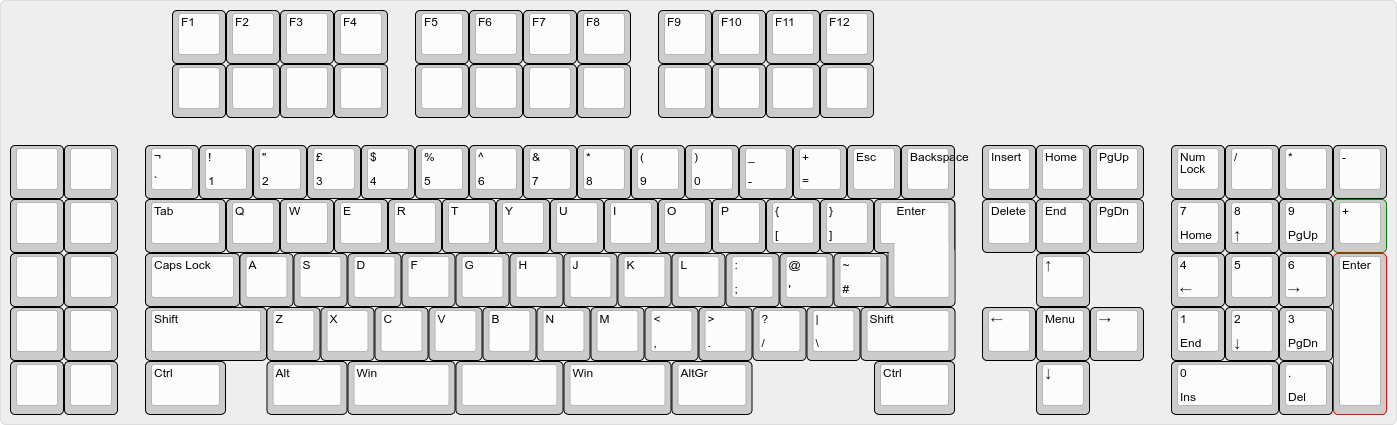 F1 F2 F3 F4 F5 F6 F7 F8 F9 F10 F11 F12
¬ ! " £ $ % ^ & * ( ) _ + Esc Backspace Insert Home PgUp Num Lock / * -
` 1 2 3 4 5 6 7 8 9 0 - =
Tab Q W E R T Y U I O P { } Enter Delete End PgDn 7 8 9 +
[ ] Home ↑ PgUp
Caps Lock A S D F G H J K L : @ ~ ↑ 4 5 6 Enter
; ' # ← →
Shift Z X C V B N M < > ? | Shift ← Menu → 1 2 3
, . / \ End ↓ PgDn
Ctrl Alt Win Win AltGr Ctrl ↓ 0 .
Ins Del